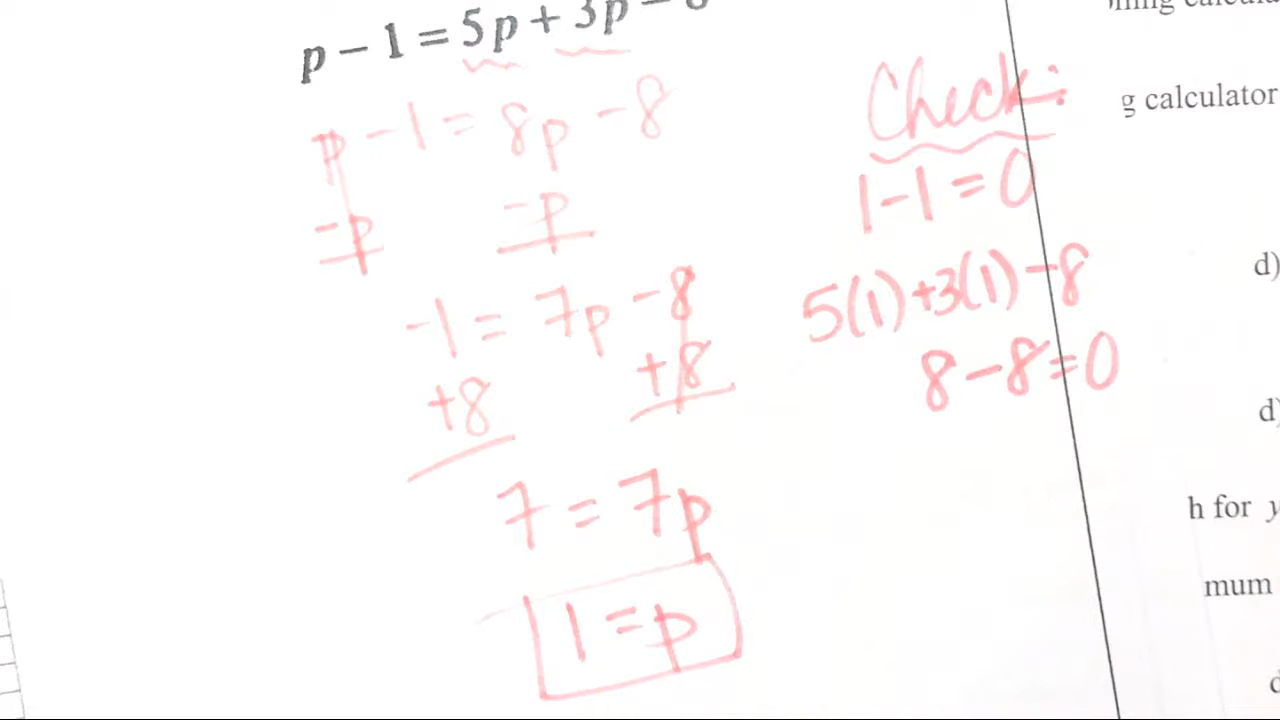 p − 1 = 5p + 3p − 8
p − 1 = 8p − 8
−p −p
−1 = 7p − 8
+8 +8
7 = 7p
1 = p
Check:
1 − 1 = 0
5(1) + 3(1) − 8
8 − 8 = 0
g calculator
d)
d)
h for y
mum